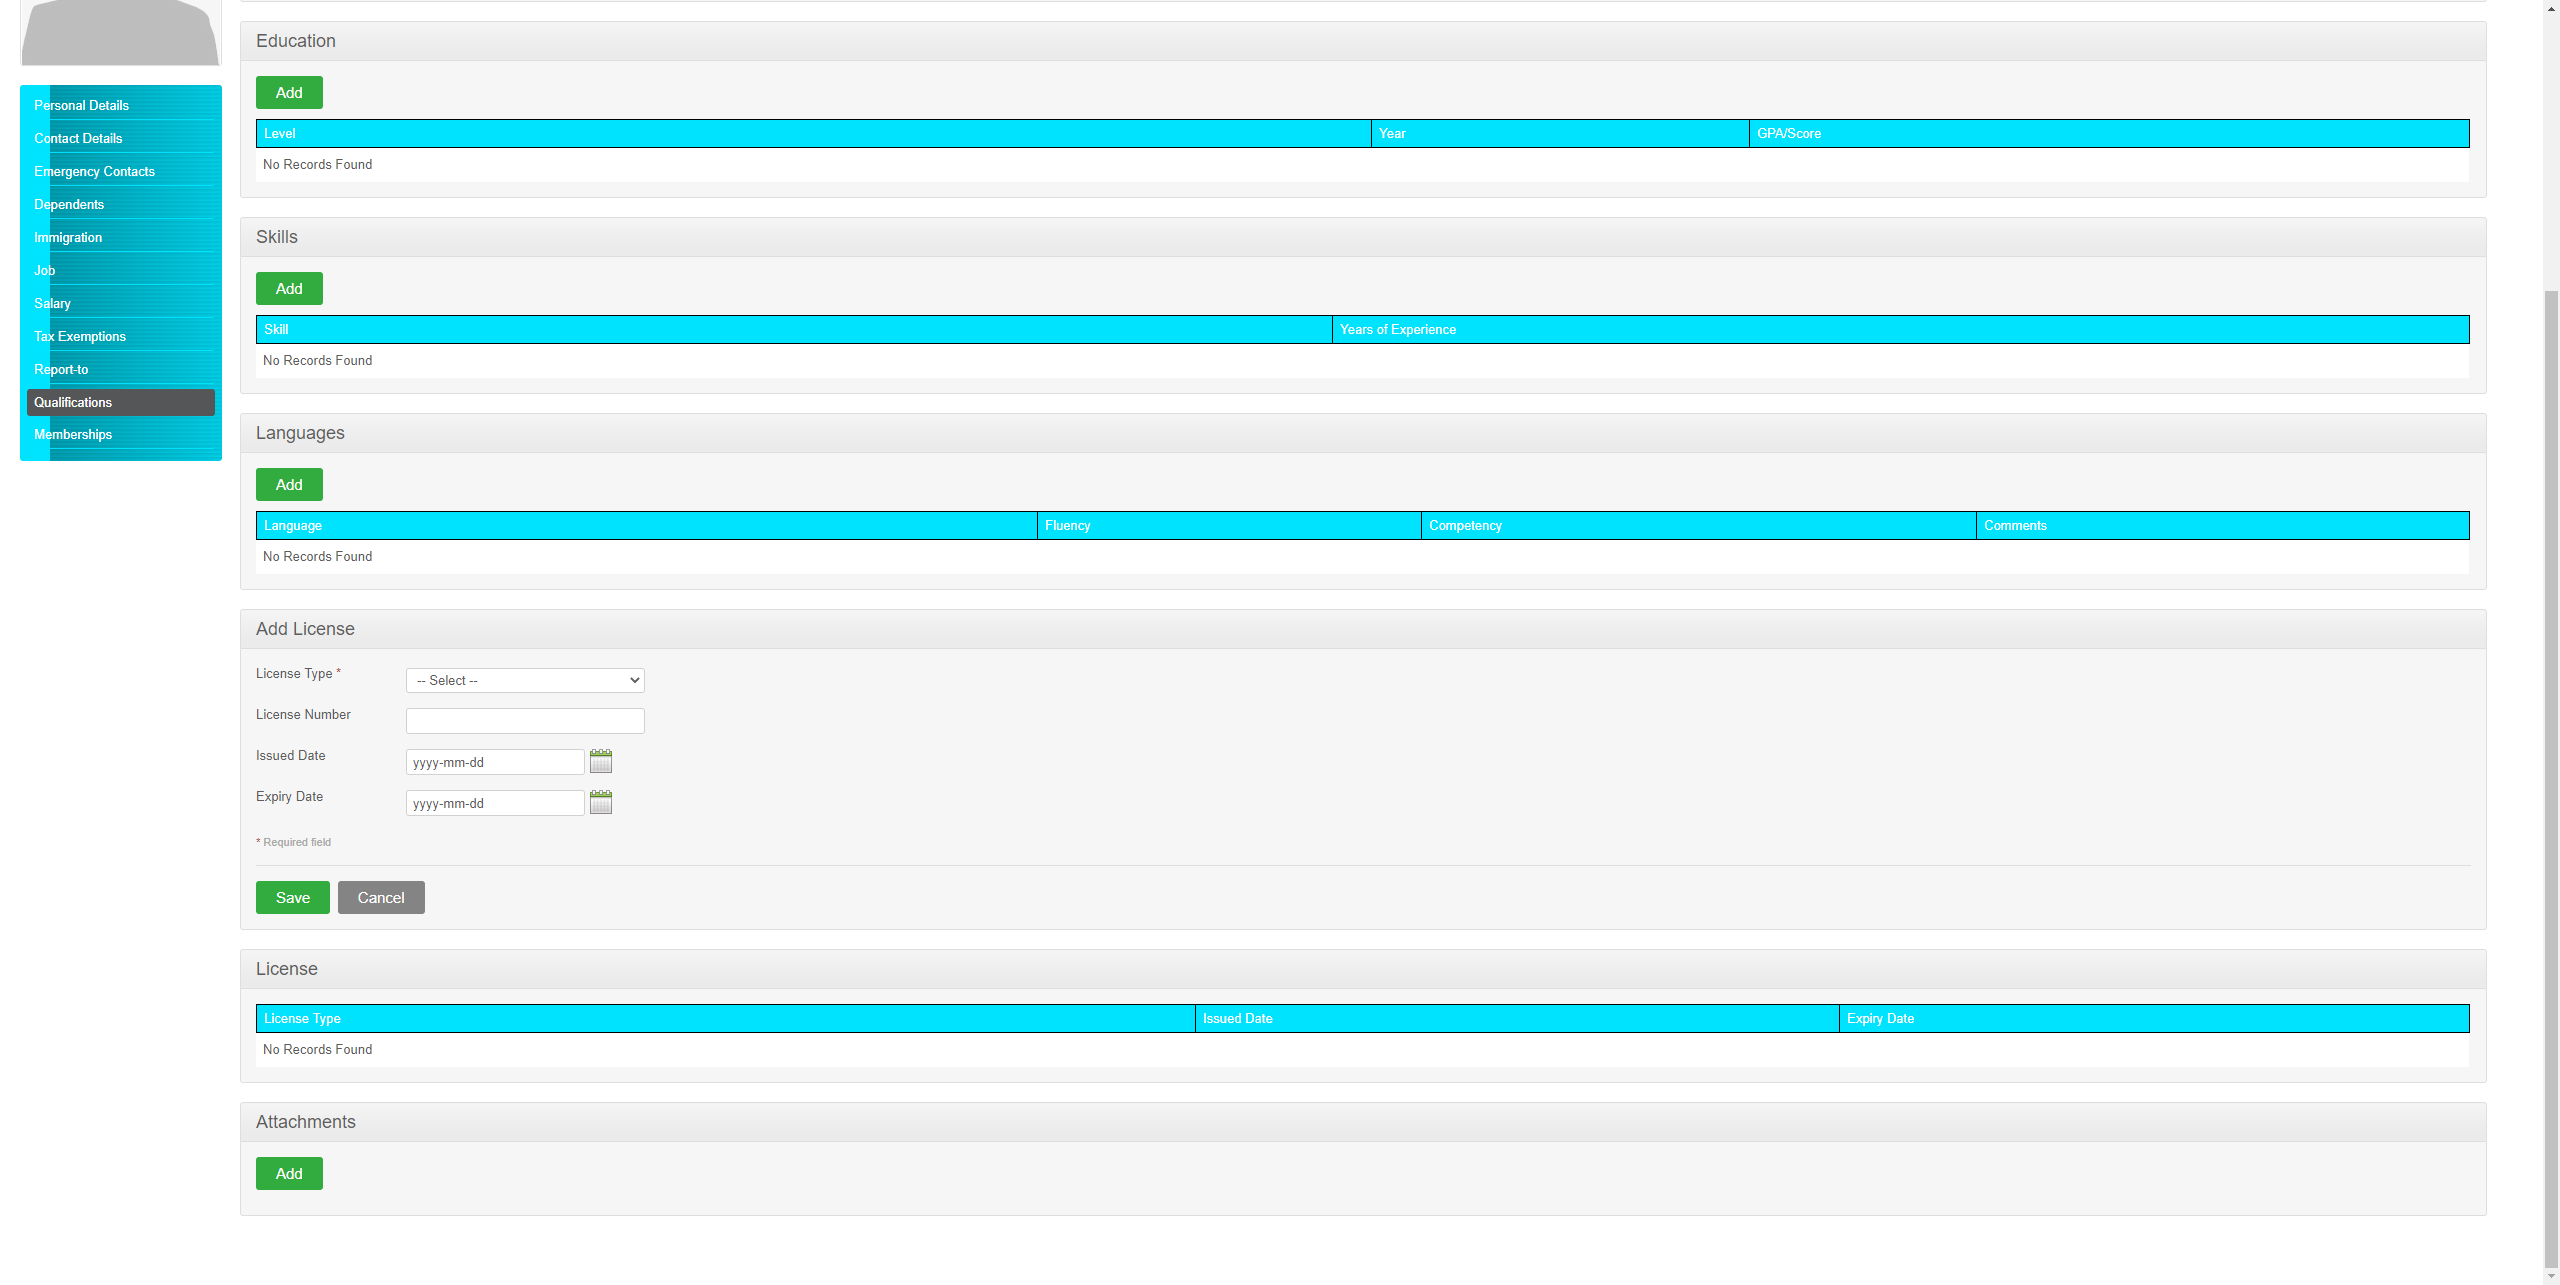 Personal Details
Contact Details
Emergency Contacts
Dependents
Immigration
Job
Salary
Tax Exemptions
Report-to
Qualifications
Memberships
Education
Add
Level Year GPA/Score
No Records Found
Skills
Add
Skill Years of Experience
No Records Found
Languages
Add
Language Fluency Competency Comments
No Records Found
Add License
License Type *
-- Select --
License Number
Issued Date
yyyy-mm-dd
Expiry Date
yyyy-mm-dd
* Required field
Save Cancel
License
License Type Issued Date Expiry Date
No Records Found
Attachments
Add